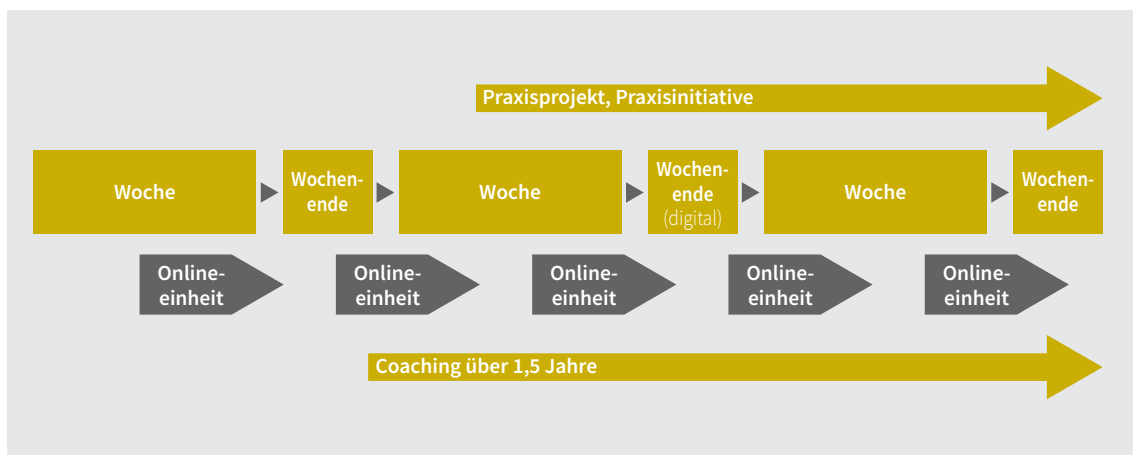 Praxisprojekt, Praxisinitiative
Woche
Wochen-
ende
Woche
Wochen-
ende
(digital)
Woche
Wochen-
ende
Online-
einheit
Online-
einheit
Online-
einheit
Online-
einheit
Online-
einheit
Coaching über 1,5 Jahre